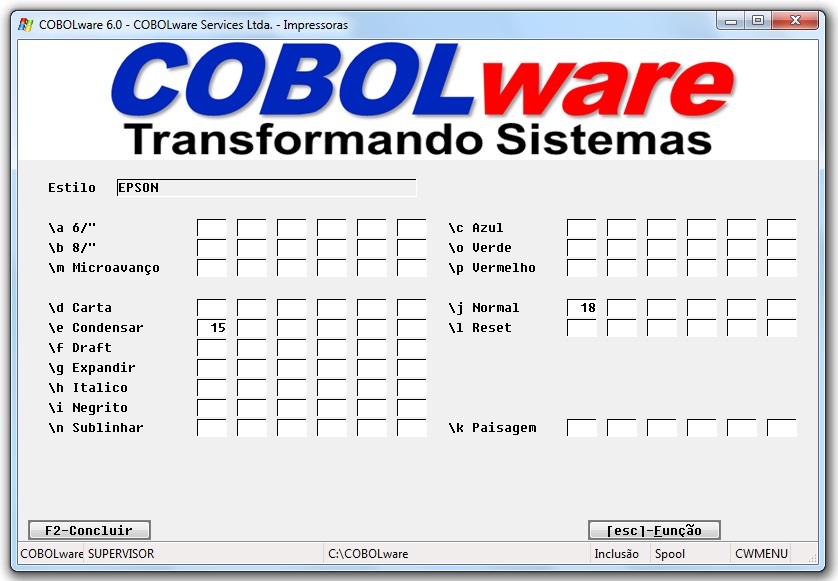 COBOLware 6.0 - COBOLware Services Ltda. - Impressoras
COBOLware
Transformando Sistemas
Estilo EPSON
\a 6/" \c Azul
\b 8/" \o Verde
\m Microavanço \p Vermelho
\d Carta \j Normal 18
\e Condensar 15 \l Reset
\f Draft
\g Expandir
\h Italico
\i Negrito
\n Sublinhar \k Paisagem
F2-Concluir [esc]-Função
COBOLware SUPERVISOR C:\COBOLware Inclusão Spool CWMENU